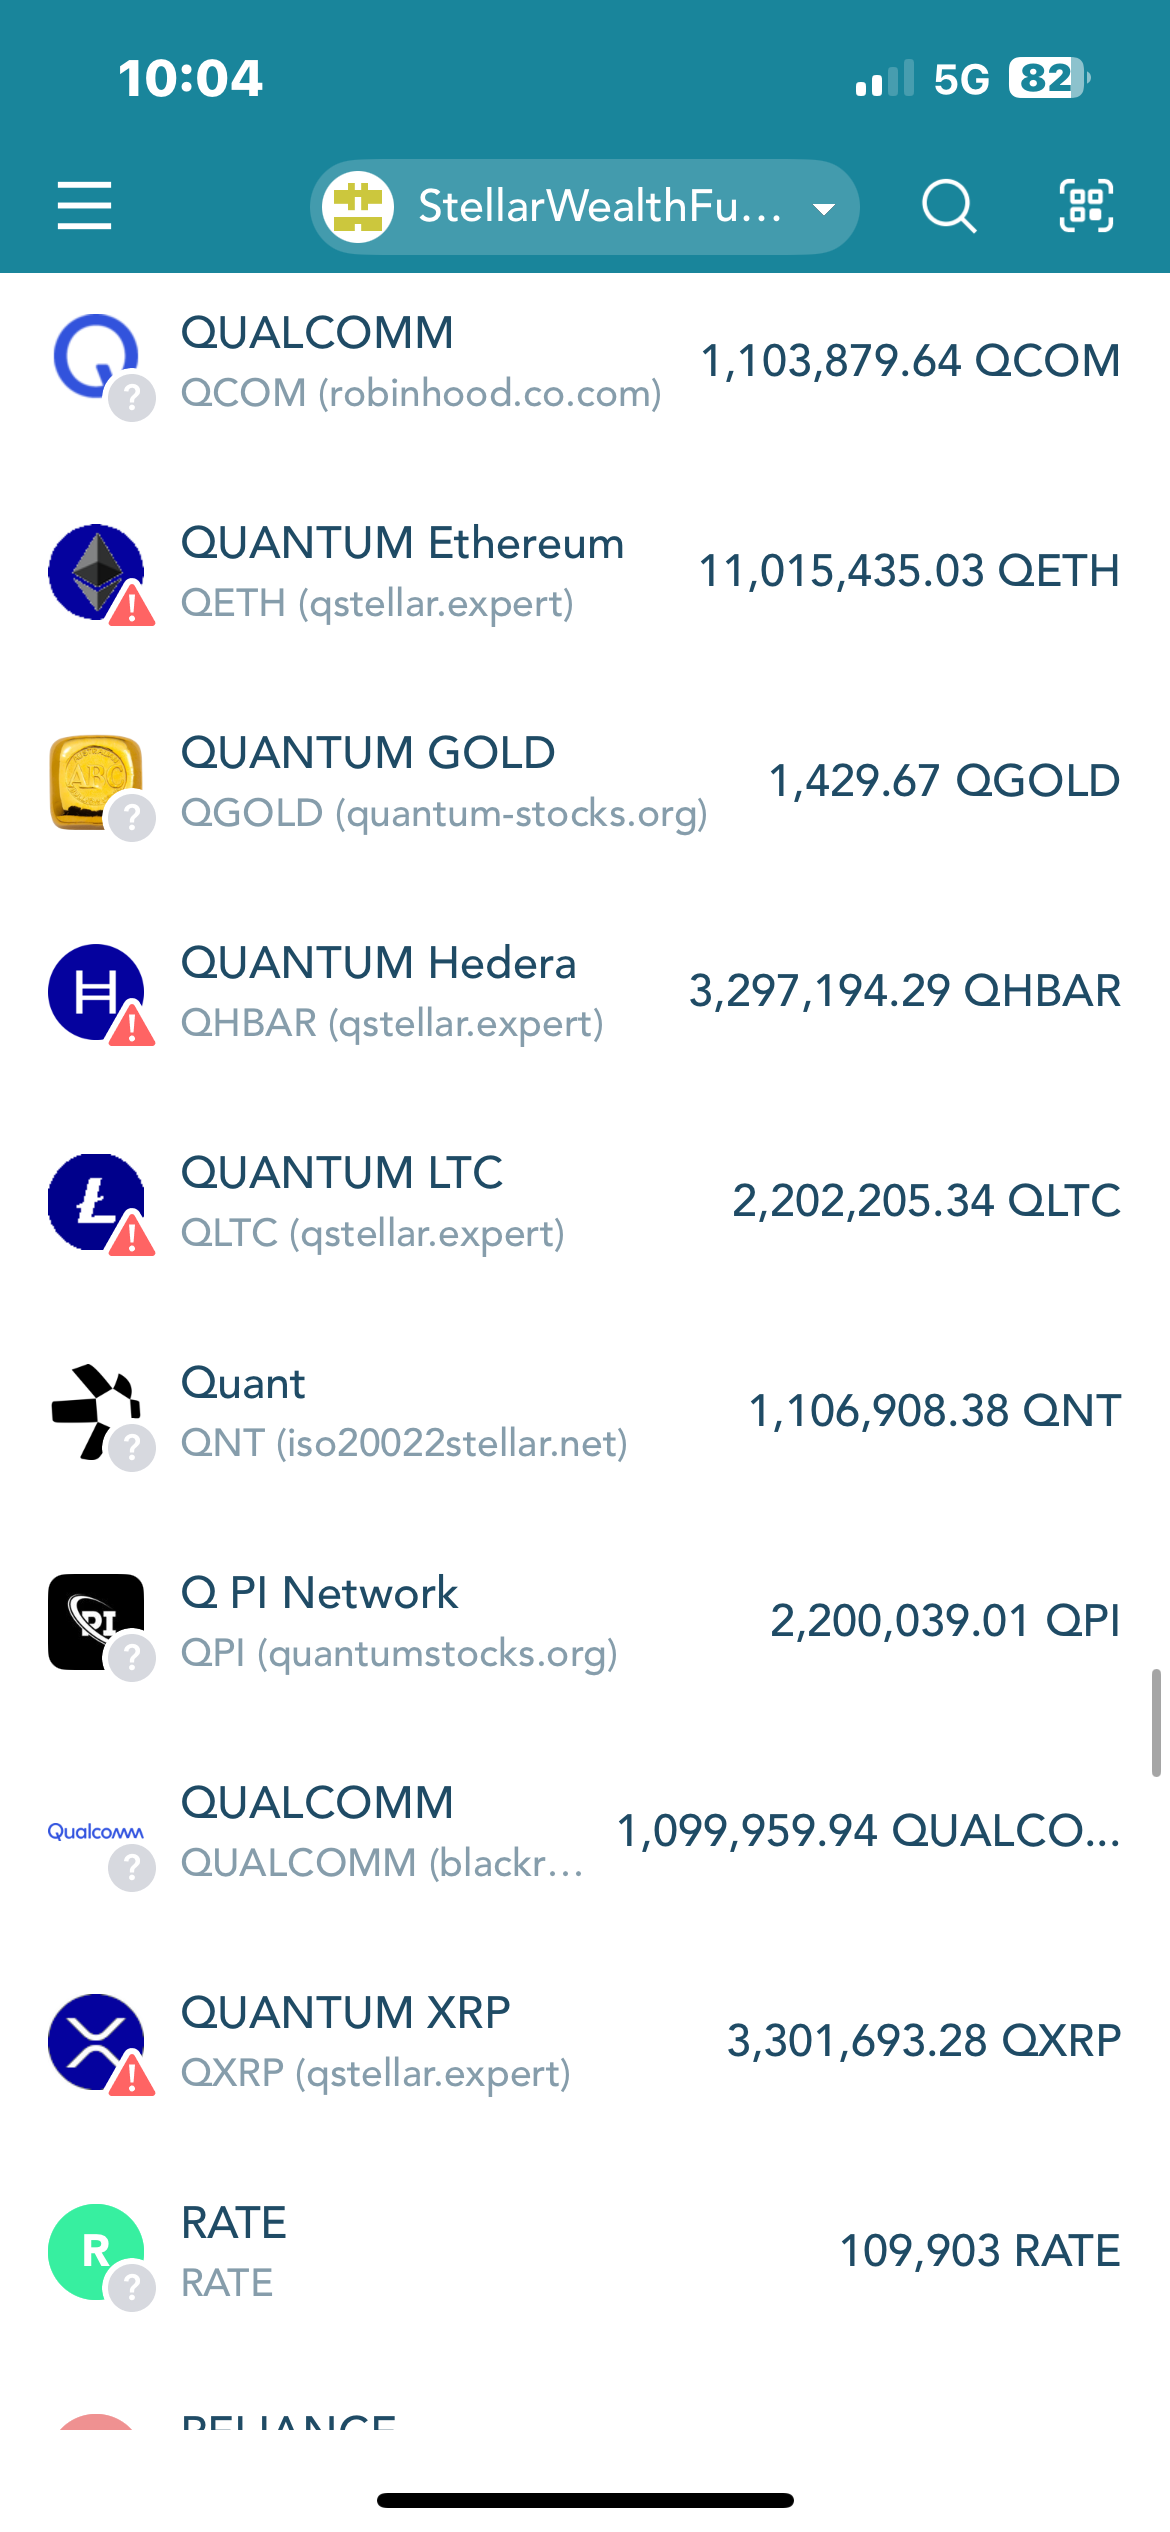 10:04
5G 82
StellarWealthFu...
QUALCOMM
QCOM (robinhood.co.com)
1,103,879.64 QCOM
QUANTUM Ethereum
QETH (qstellar.expert)
11,015,435.03 QETH
ABC
QUANTUM GOLD
QGOLD (quantum-stocks.org)
1,429.67 QGOLD
QUANTUM Hedera
QHBAR (qstellar.expert)
3,297,194.29 QHBAR
QUANTUM LTC
QLTC (qstellar.expert)
2,202,205.34 QLTC
Quant
QNT (iso20022stellar.net)
1,106,908.38 QNT
PI
Q PI Network
QPI (quantumstocks.org)
2,200,039.01 QPI
Qualcomm
QUALCOMM
QUALCOMM (blackr...
1,099,959.94 QUALCO...
QUANTUM XRP
QXRP (qstellar.expert)
3,301,693.28 QXRP
R
RATE
RATE
109,903 RATE
RELIANCE